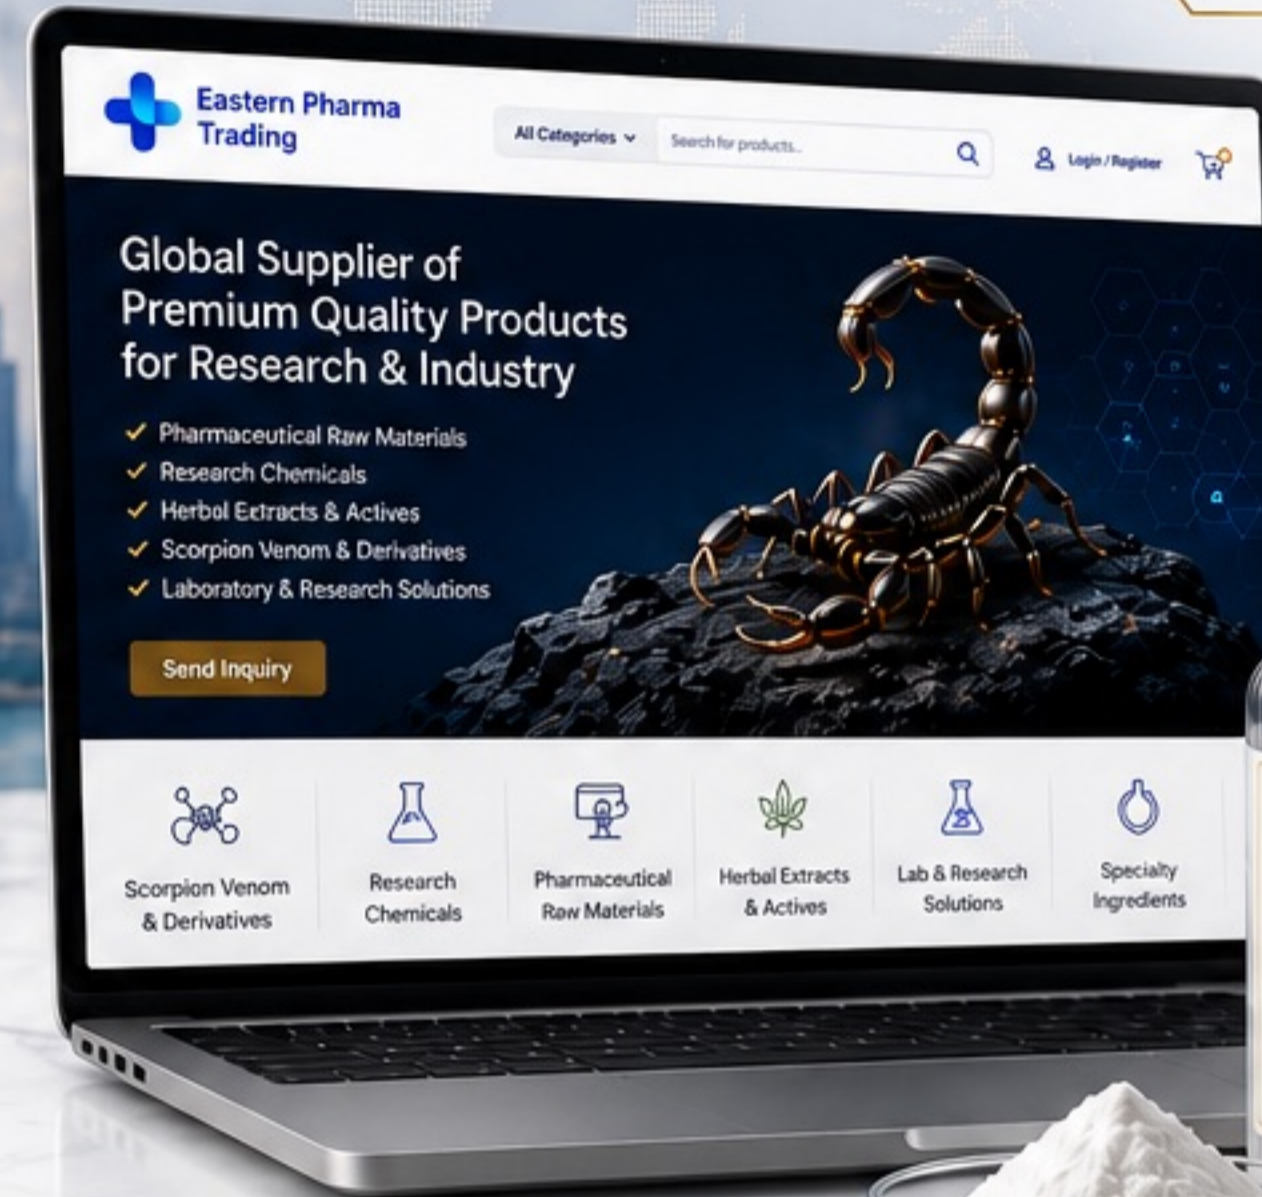 Eastern Pharma
Trading
All Categories
Search for products...
Login / Register
Global Supplier of
Premium Quality Products
for Research & Industry
Pharmaceutical Raw Materials
Research Chemicals
Herbal Extracts & Actives
Scorpion Venom & Derivatives
Laboratory & Research Solutions
Send Inquiry
Scorpion Venom
& Derivatives
Research
Chemicals
Pharmaceutical
Raw Materials
Herbal Extracts
& Actives
Lab & Research
Solutions
Specialty
Ingredients